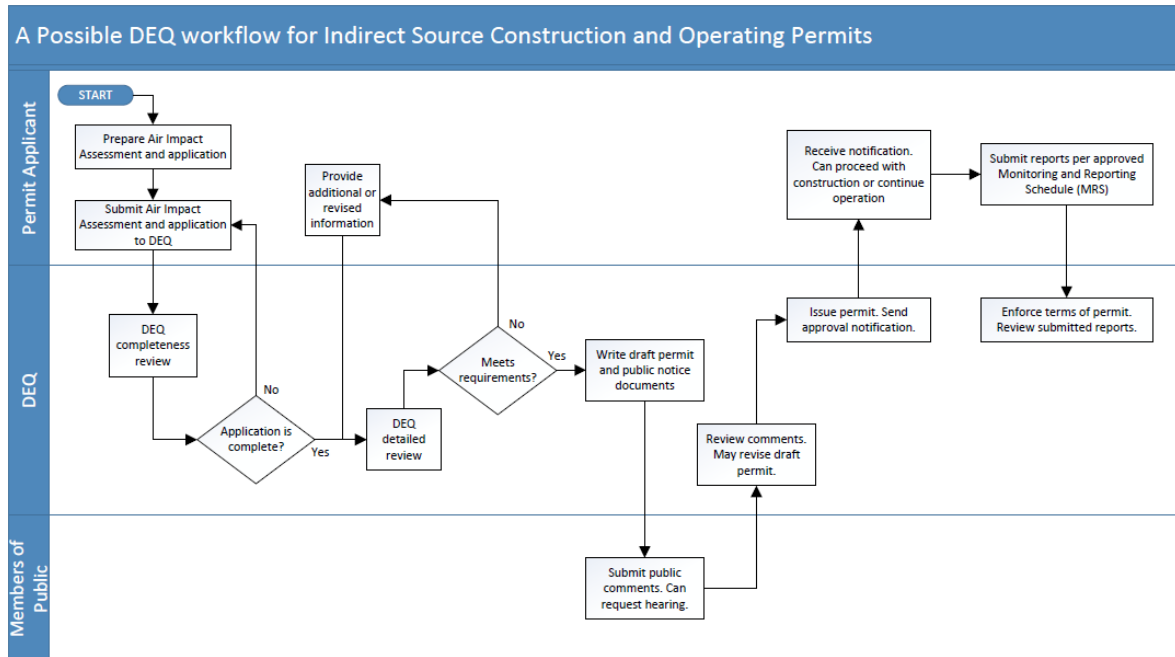 A Possible DEQ workflow for Indirect Source Construction and Operating Permits
Permit Applicant
START
Prepare Air Impact
Assessment and application
Submit Air Impact
Assessment and application
to DEQ
Provide
additional or
revised
information
Receive notification.
Can proceed with
construction or continue
operation
Submit reports per approved
Monitoring and Reporting
Schedule (MRS)
DEQ
DEQ
completeness
review
No
Application is
complete?
Yes
DEQ
detailed
review
No
Meets
requirements?
Yes
Write draft permit
and public notice
documents
Review comments.
May revise draft
permit.
Issue permit. Send
approval notification.
Enforce terms of permit.
Review submitted reports.
Members of
Public
Submit public
comments. Can
request hearing.